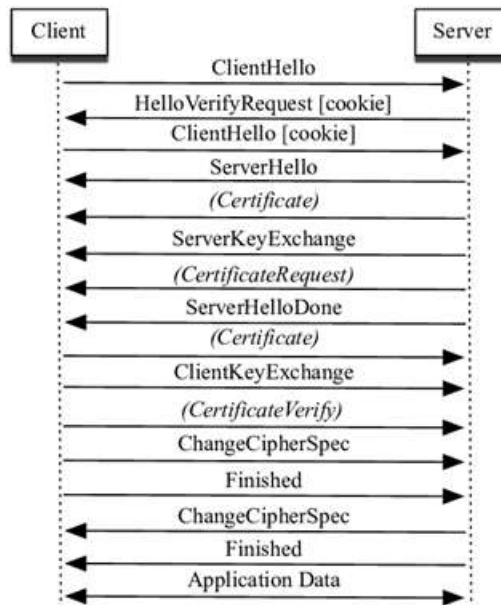 Client
Server
ClientHello
HelloVerifyRequest [cookie]
ClientHello [cookie]
ServerHello
(Certificate)
ServerKeyExchange
(CertificateRequest)
ServerHelloDone
(Certificate)
ClientKeyExchange
(CertificateVerify)
ChangeCipherSpec
Finished
ChangeCipherSpec
Finished
Application Data